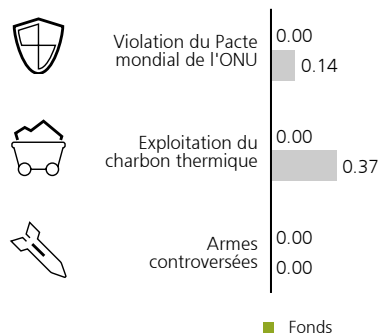 Violation du Pacte
mondial de l'ONU
0.00
0.14
Exploitation du
charbon thermique
0.00
0.37
Armes
controversées
0.00
0.00
Fonds